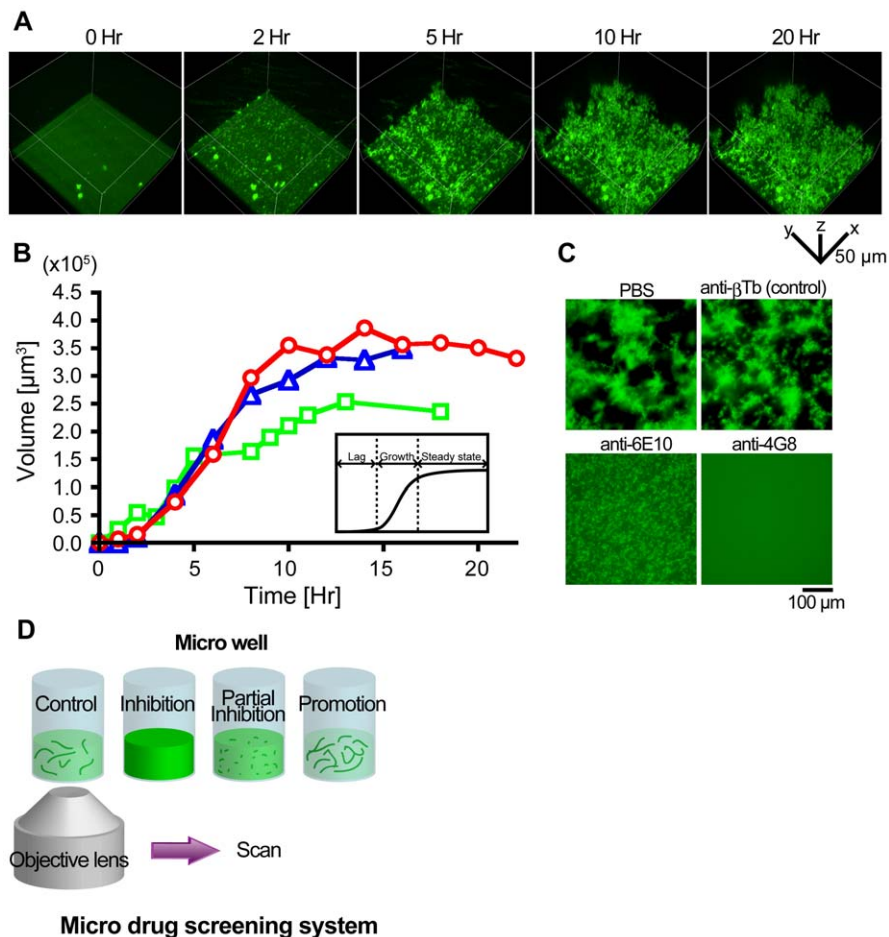 A
0 Hr 2 Hr 5 Hr 10 Hr 20 Hr
y z x
50 µm
B
(x10⁵)
4.5
4.0
3.5
3.0
2.5
2.0
1.5
1.0
0.5
0.0
Volume [µm³]
Lag Growth Steady state
0 5 10 15 20
Time [Hr]
C
PBS anti-βTb (control)
anti-6E10 anti-4G8
100 µm
D
Micro well
Control Inhibition Partial Inhibition Promotion
Objective lens Scan
Micro drug screening system